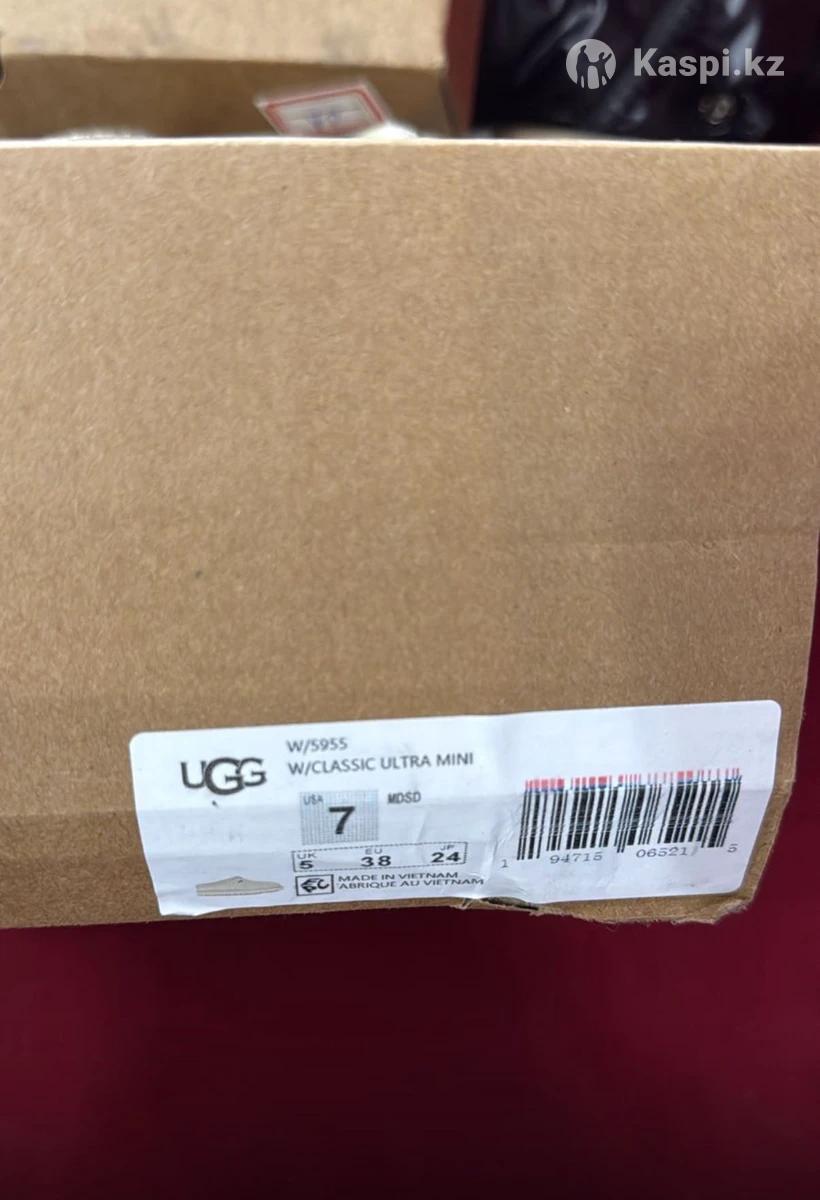 Kaspi.kz
UGG
W/5955
W/CLASSIC ULTRA MINI
USA
7
MDSD
UK EU JP
5 38 24
MADE IN VIETNAM
ABRIQUE AU VIETNAM
1 94715 06521 5